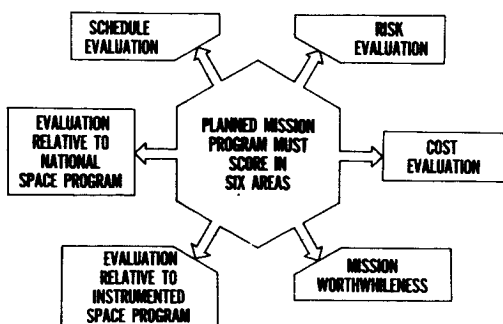 SCHEDULE
EVALUATION
RISK
EVALUATION
EVALUATION
RELATIVE TO
NATIONAL
SPACE PROGRAM
PLANNED MISSION
PROGRAM MUST
SCORE IN
SIX AREAS
COST
EVALUATION
EVALUATION
RELATIVE TO
INSTRUMENTED
SPACE PROGRAM
MISSION
WORTHWHILENESS